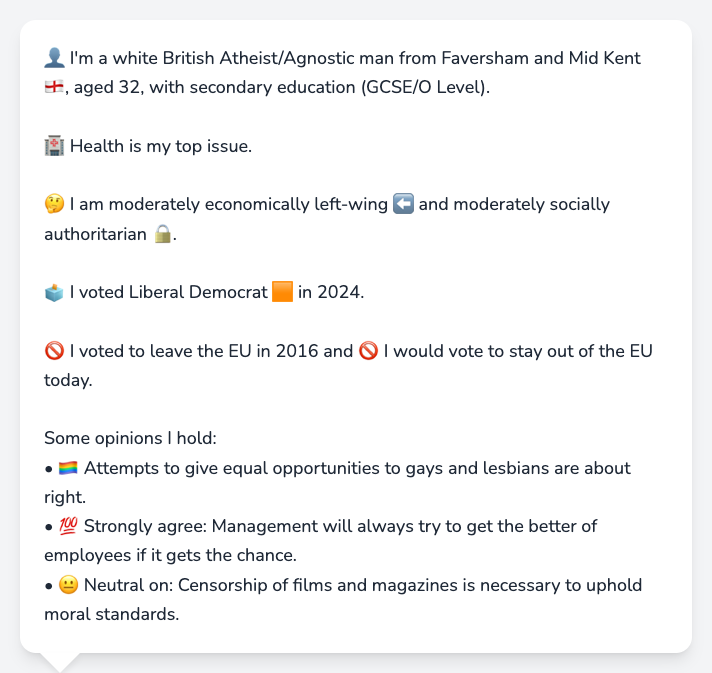 👤 I'm a white British Atheist/Agnostic man from Faversham and Mid Kent
🏴󠁧󠁢󠁥󠁮󠁧󠁿, aged 32, with secondary education (GCSE/O Level).
🏥 Health is my top issue.
🤔 I am moderately economically left-wing ⬅️ and moderately socially
authoritarian 🔒.
🗳️ I voted Liberal Democrat 🟧 in 2024.
🚫 I voted to leave the EU in 2016 and 🚫 I would vote to stay out of the EU
today.
Some opinions I hold:
• 🏳️‍🌈 Attempts to give equal opportunities to gays and lesbians are about
right.
• 💯 Strongly agree: Management will always try to get the better of
employees if it gets the chance.
• 😐 Neutral on: Censorship of films and magazines is necessary to uphold
moral standards.